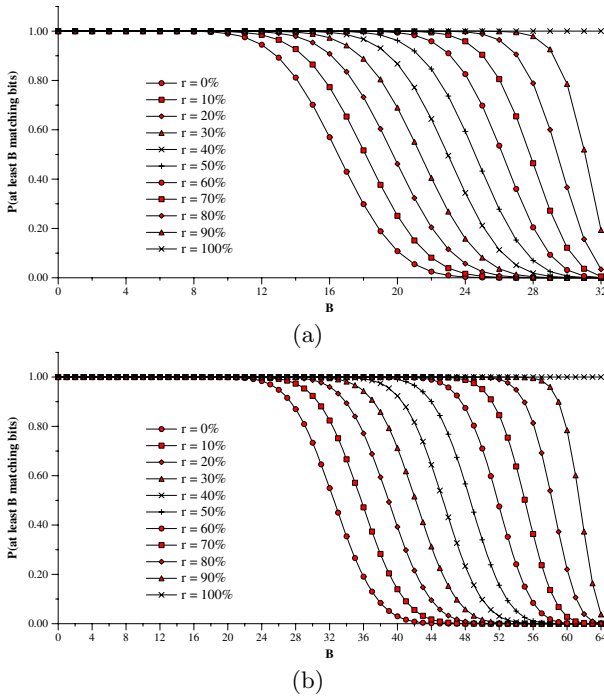 1.00
0.80
0.60
0.40
0.20
0.00
P(at least B matching bits)
r = 0%
r = 10%
r = 20%
r = 30%
r = 40%
r = 50%
r = 60%
r = 70%
r = 80%
r = 90%
r = 100%
0 4 8 12 16 20 24 28 32
B
(a)
1.00
0.80
0.60
0.40
0.20
0.00
P(at least B matching bits)
r = 0%
r = 10%
r = 20%
r = 30%
r = 40%
r = 50%
r = 60%
r = 70%
r = 80%
r = 90%
r = 100%
0 4 8 12 16 20 24 28 32 36 40 44 48 52 56 60 64
B
(b)